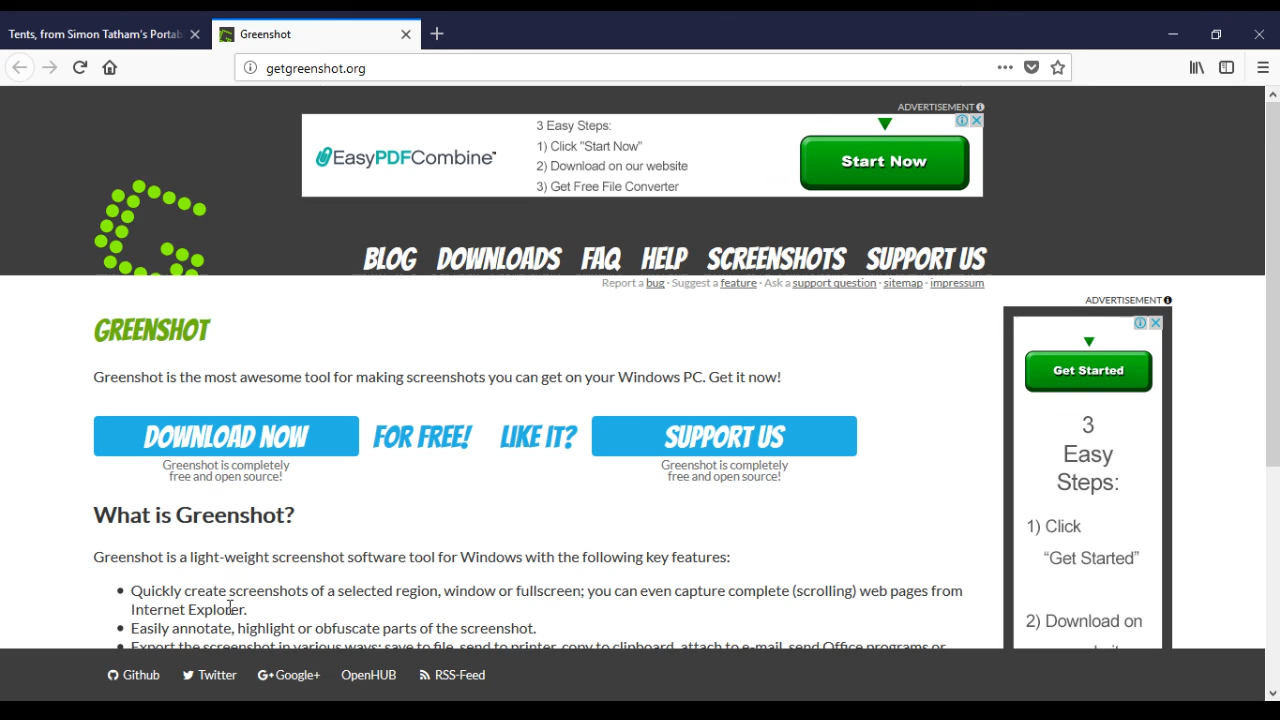 Tents, from Simon Tatham's Portab
Greenshot
getgreenshot.org
ADVERTISEMENT
EasyPDFCombine™
3 Easy Steps:
1) Click "Start Now"
2) Download on our website
3) Get Free File Converter
Start Now
BLOG DOWNLOADS FAQ HELP SCREENSHOTS SUPPORT US
Report a bug · Suggest a feature · Ask a support question · sitemap · impressum
GREENSHOT
Greenshot is the most awesome tool for making screenshots you can get on your Windows PC. Get it now!
DOWNLOAD NOW FOR FREE! LIKE IT? SUPPORT US
Greenshot is completely
free and open source!
Greenshot is completely
free and open source!
What is Greenshot?
Greenshot is a light-weight screenshot software tool for Windows with the following key features:
Quickly create screenshots of a selected region, window or fullscreen; you can even capture complete (scrolling) web pages from
Internet Explorer.
Easily annotate, highlight or obfuscate parts of the screenshot.
Export the screenshot in various ways: save to file, send to printer, copy to clipboard, attach to e-mail, send Office programs or
ADVERTISEMENT
Get Started
3
Easy
Steps:
1) Click
"Get Started"
2) Download on
Github Twitter Google+ OpenHUB RSS-Feed